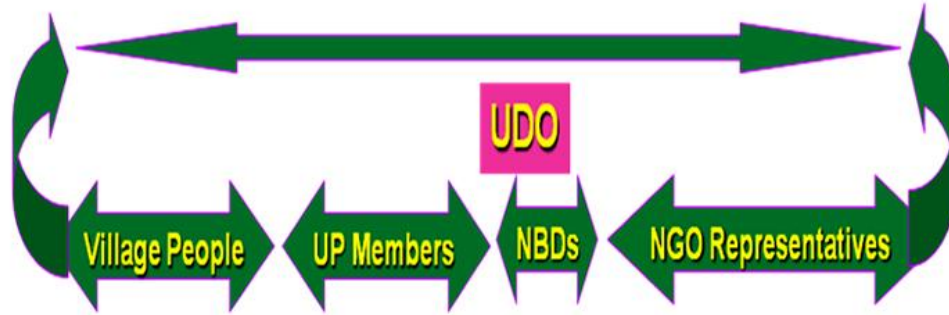 UDO
Village People
UP Members
NBDs
NGO Representatives